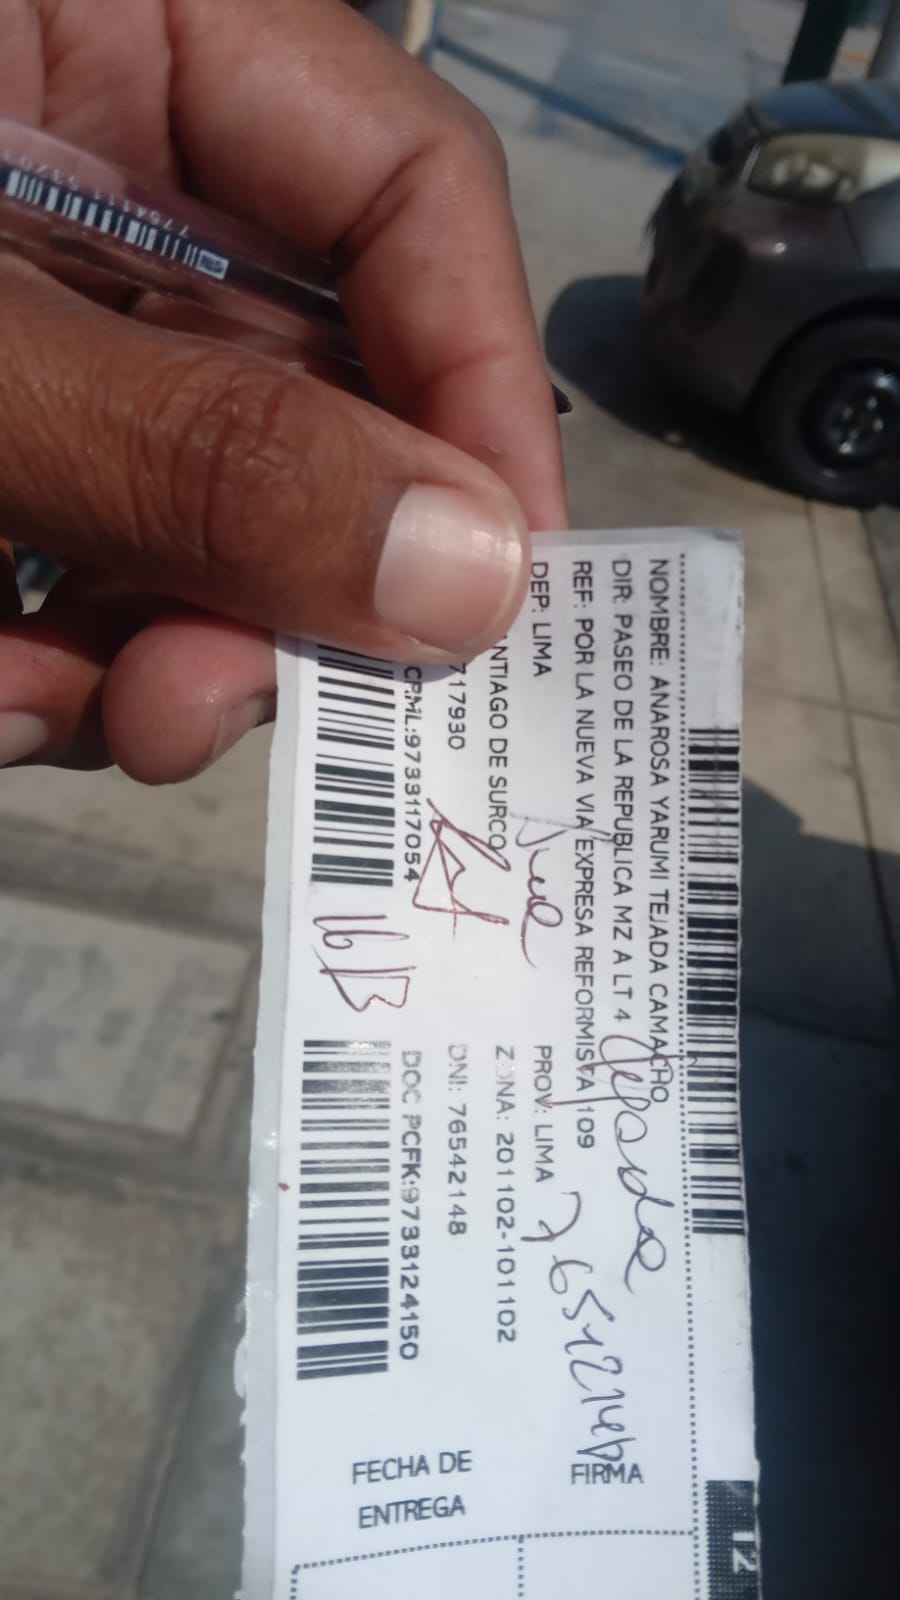 NOMBRE: ANAROSA YARUMI TEJADA CAMACHO
DIR: PASEO DE LA REPUBLICA MZ A LT 4
REF: POR LA NUEVA VIA EXPRESA REFORMISTA 109
DEP: LIMA PROV: LIMA
NTIAGO DE SURCO ZONA: 201102-101102
717930 DNI: 76542148
CPML:9733117054 DOC PCFK:9733124150
FIRMA
FECHA DE
ENTREGA
12